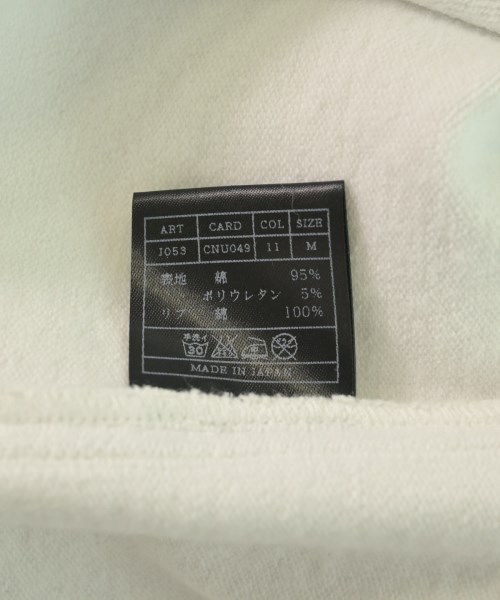 ART CARD COL SIZE
J053 CNU049 11 M
表地 綿 95%
ポリウレタン 5%
リブ 綿 100%
手洗イ
30
MADE IN JAPAN